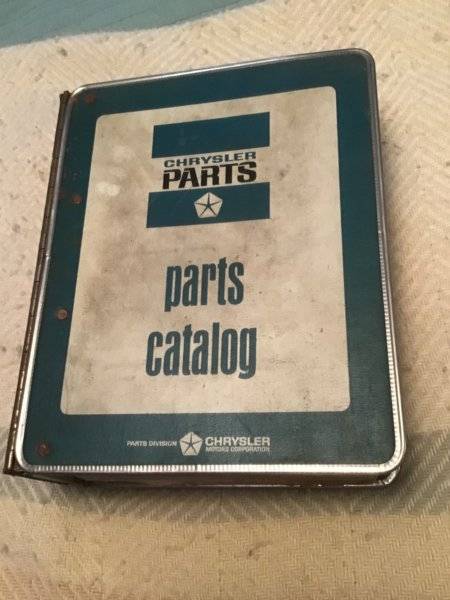 CHRYSLER
PARTS
parts
catalog
PARTS DIVISION CHRYSLER
MOTORS CORPORATION